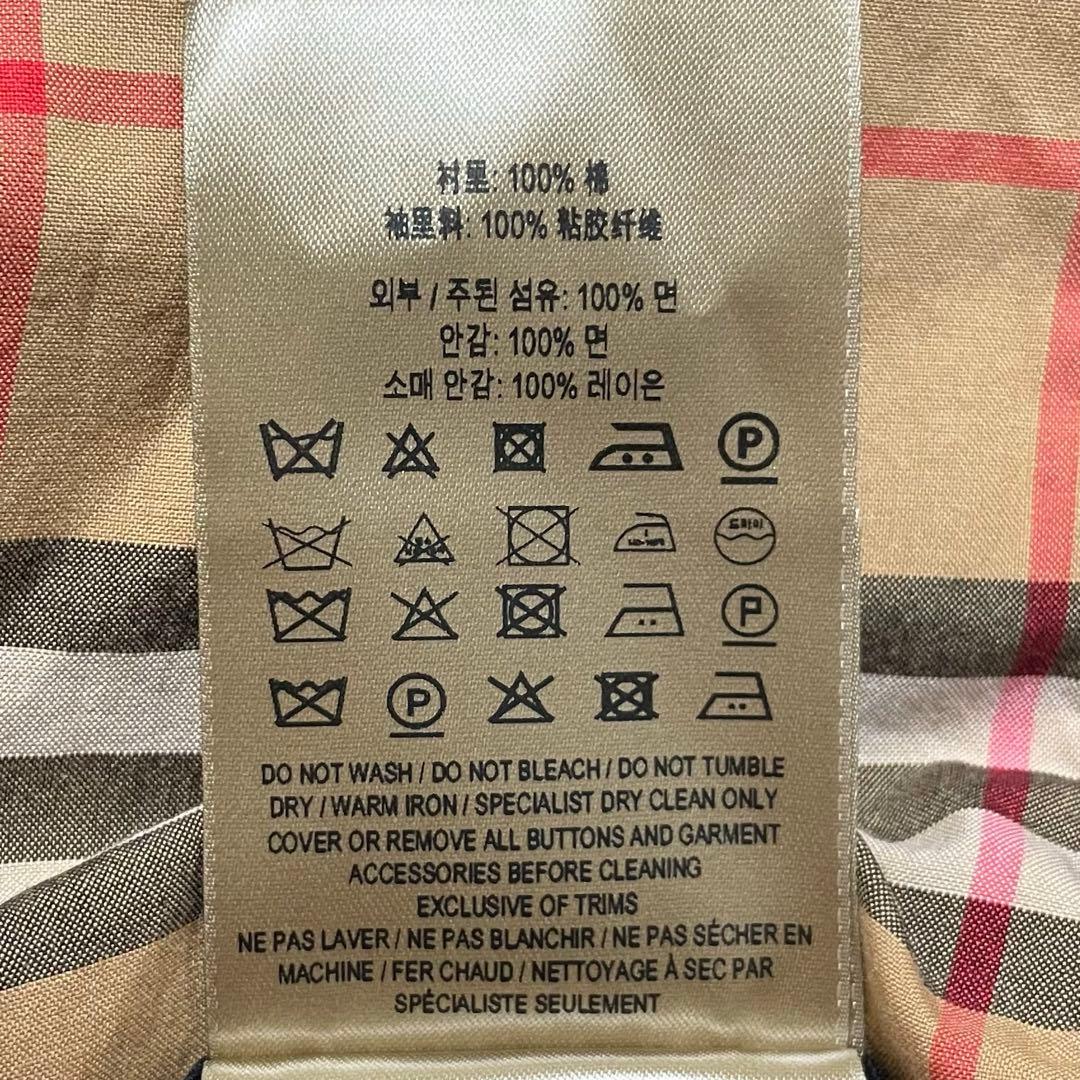 衬里: 100% 棉
袖里料: 100% 粘胶纤维
외부 / 주된 섬유: 100% 면
안감: 100% 면
소매 안감: 100% 레이온
P
드라이
P
P
DO NOT WASH / DO NOT BLEACH / DO NOT TUMBLE
DRY / WARM IRON / SPECIALIST DRY CLEAN ONLY
COVER OR REMOVE ALL BUTTONS AND GARMENT
ACCESSORIES BEFORE CLEANING
EXCLUSIVE OF TRIMS
NE PAS LAVER / NE PAS BLANCHIR / NE PAS SÉCHER EN
MACHINE / FER CHAUD / NETTOYAGE À SEC PAR
SPÉCIALISTE SEULEMENT